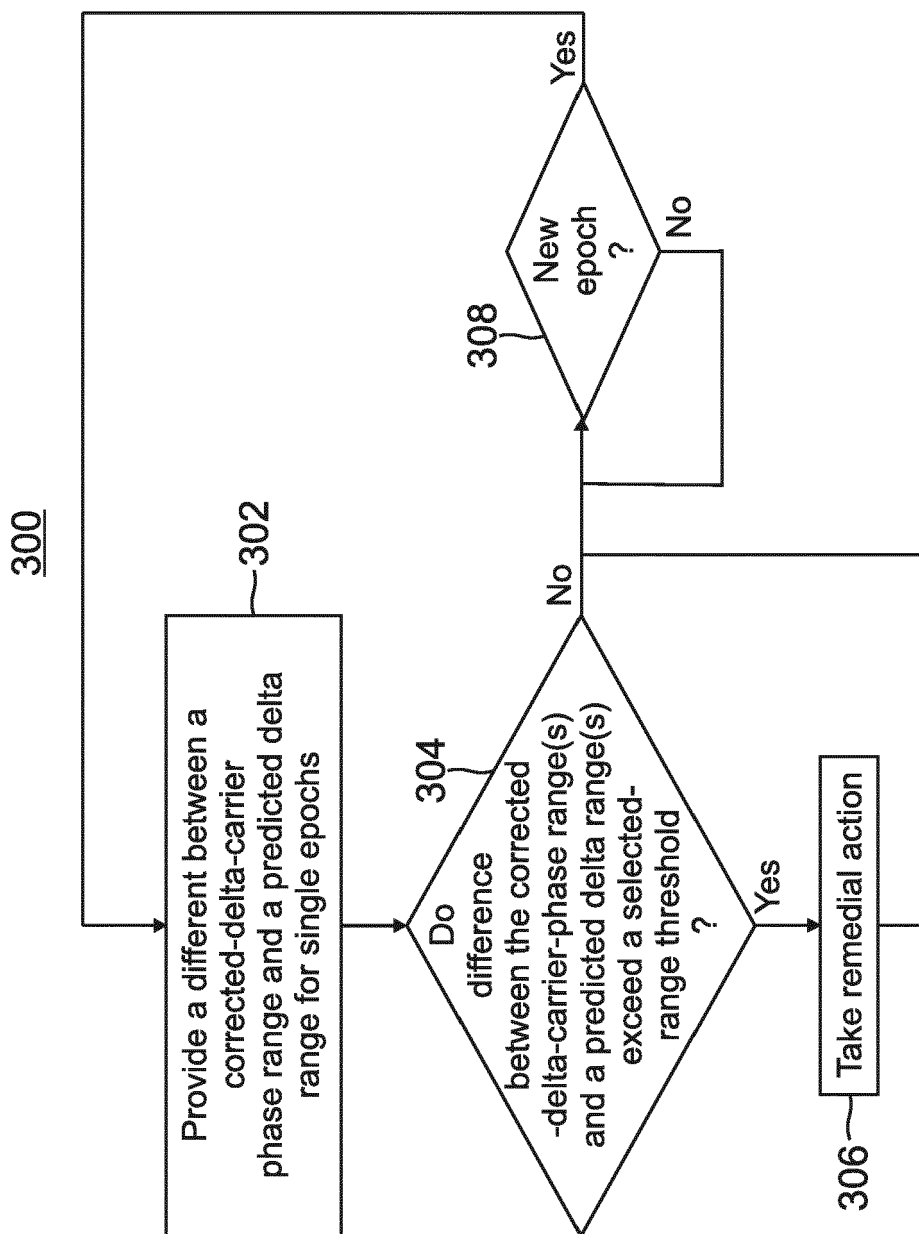 300
Provide a different between a
corrected-delta-carrier
phase range and a predicted delta
range for single epochs
302
304
Do
difference
between the corrected
-delta-carrier-phase range(s)
and a predicted delta range(s)
exceed a selected-
range threshold
?
No
Yes
Take remedial action
306
308
New
epoch
?
Yes
No